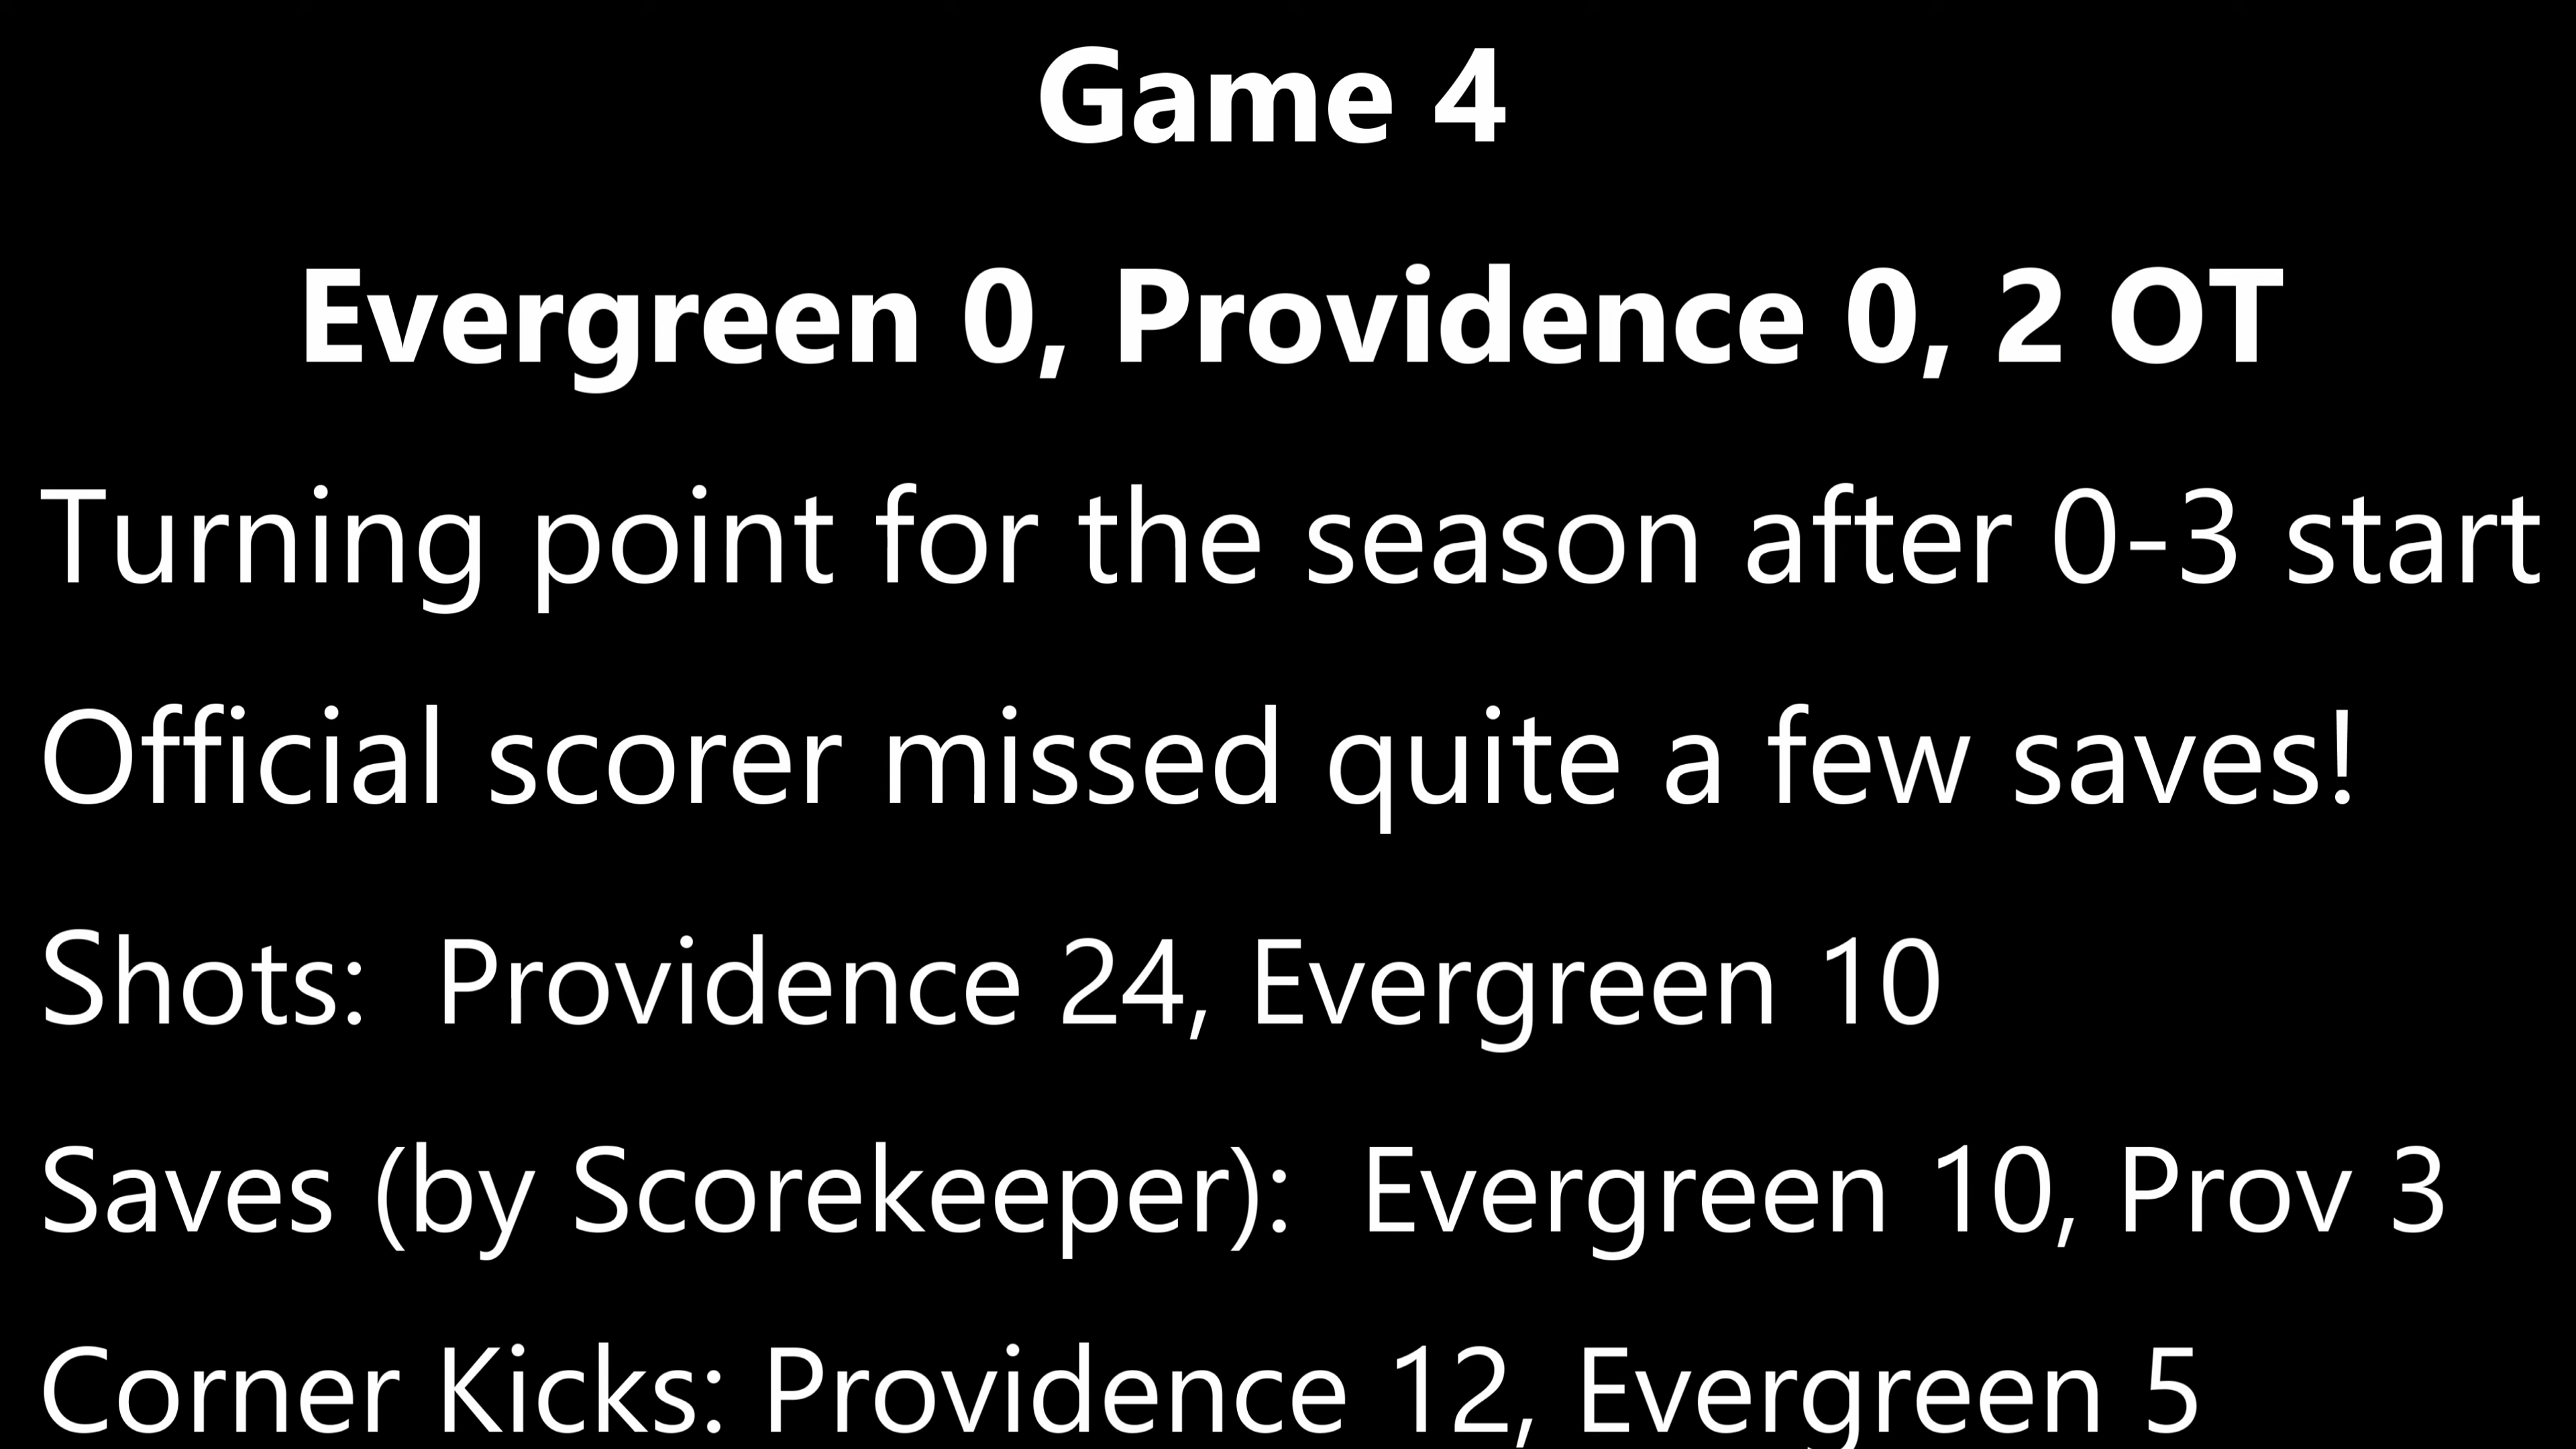 Game 4
Evergreen 0, Providence 0, 2 OT
Turning point for the season after 0-3 start
Official scorer missed quite a few saves!
Shots:  Providence 24, Evergreen 10
Saves (by Scorekeeper):  Evergreen 10, Prov 3
Corner Kicks: Providence 12, Evergreen 5